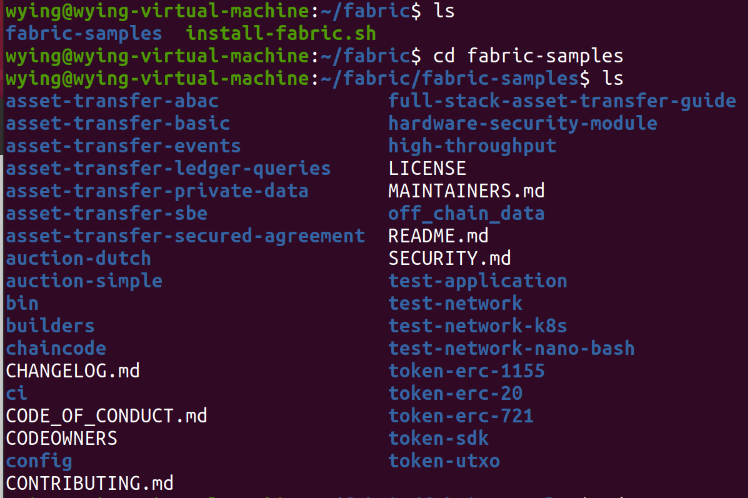 wying@wying-virtual-machine:~/fabric$ ls
fabric-samples  install-fabric.sh
wying@wying-virtual-machine:~/fabric$ cd fabric-samples
wying@wying-virtual-machine:~/fabric/fabric-samples$ ls
asset-transfer-abac  full-stack-asset-transfer-guide
asset-transfer-basic  hardware-security-module
asset-transfer-events  high-throughput
asset-transfer-ledger-queries  LICENSE
asset-transfer-private-data  MAINTAINERS.md
asset-transfer-sbe  off_chain_data
asset-transfer-secured-agreement  README.md
auction-dutch  SECURITY.md
auction-simple  test-application
bin  test-network
builders  test-network-k8s
chaincode  test-network-nano-bash
CHANGELOG.md  token-erc-1155
ci  token-erc-20
CODE_OF_CONDUCT.md  token-erc-721
CODEOWNERS  token-sdk
config  token-utxo
CONTRIBUTING.md